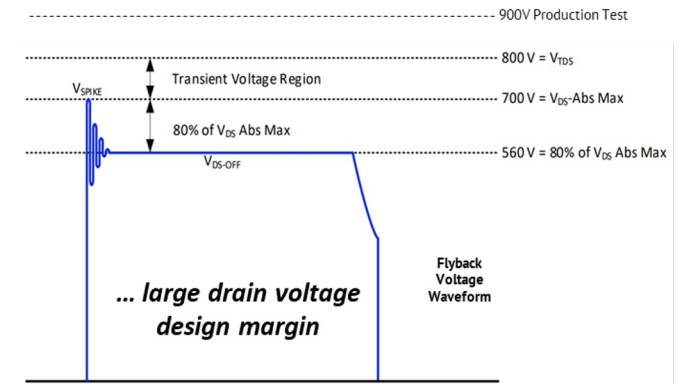 900V Production Test
800 V = VTDS
Transient Voltage Region
VSPIKE
700 V = VDS-Abs Max
80% of VDS Abs Max
560 V = 80% of VDS Abs Max
VDS-OFF
Flyback
Voltage
Waveform
... large drain voltage
design margin